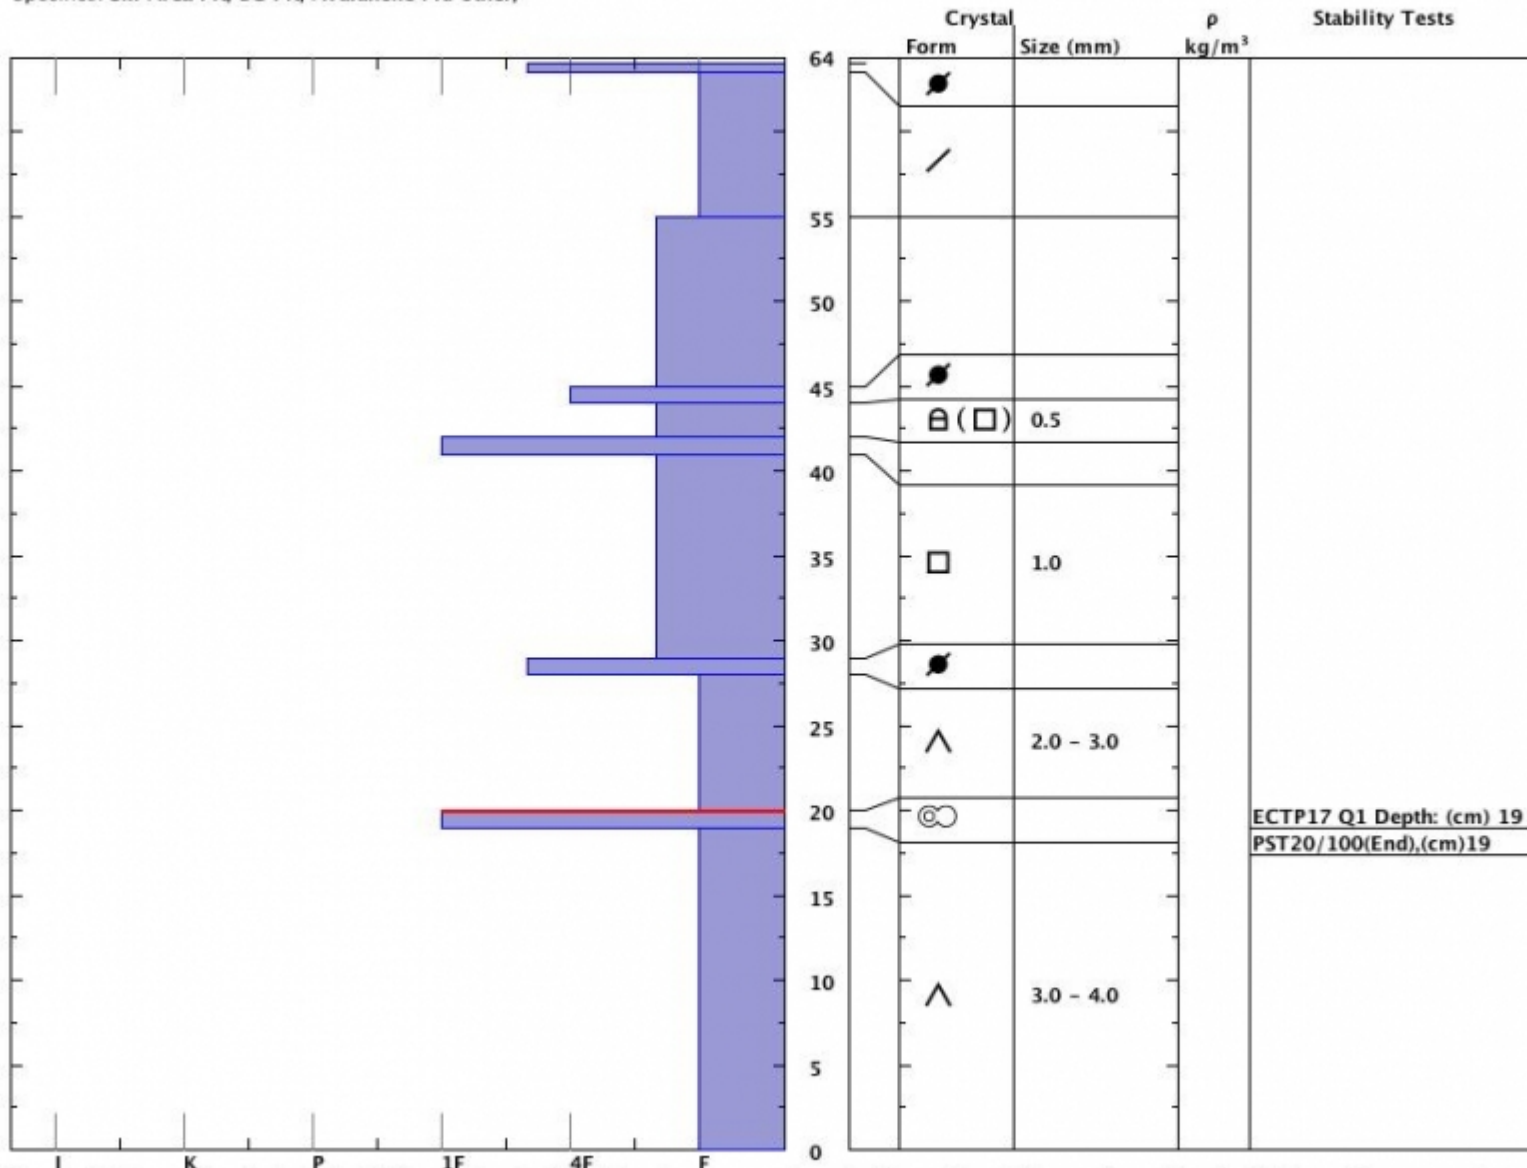 Crystal ρ Stability Tests
Form Size (mm) kg/m³
64
55
50
45
0.5
40
35 1.0
30
25
2.0 - 3.0
20
ECTP17 Q1 Depth: (cm) 19
PST20/100(End),(cm)19
15
10
3.0 - 4.0
5
0
I K P 1F 4F F